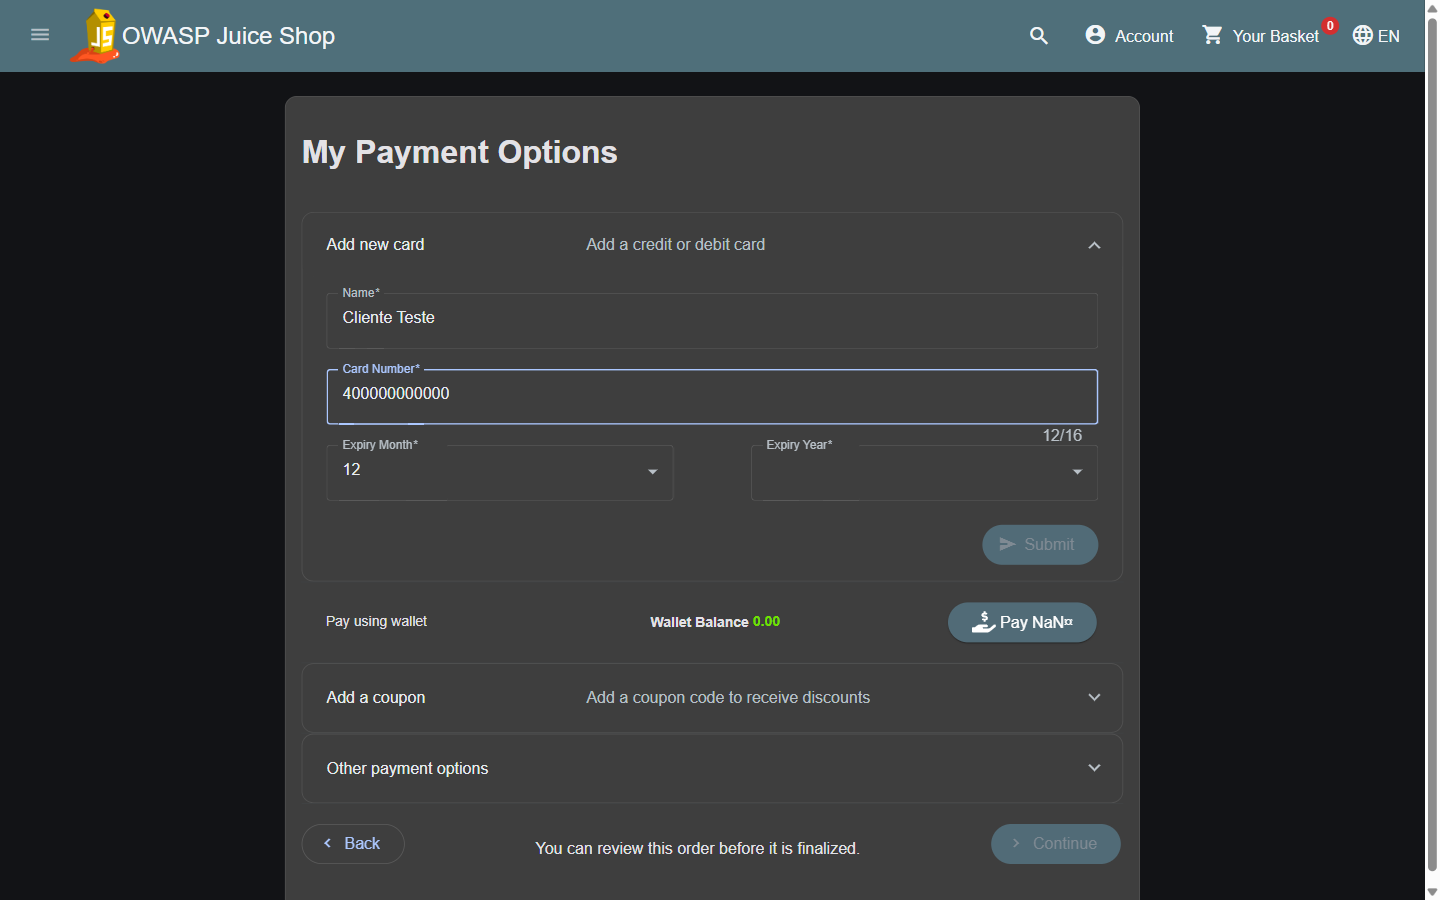 OWASP Juice Shop
Account
Your Basket
0
EN
My Payment Options
Add new card
Add a credit or debit card
Name*
Cliente Teste
Card Number*
400000000000
12/16
Expiry Month*
12
Expiry Year*
Submit
Pay using wallet
Wallet Balance 0.00
$ Pay NaN¤
Add a coupon
Add a coupon code to receive discounts
Other payment options
Back
You can review this order before it is finalized.
Continue